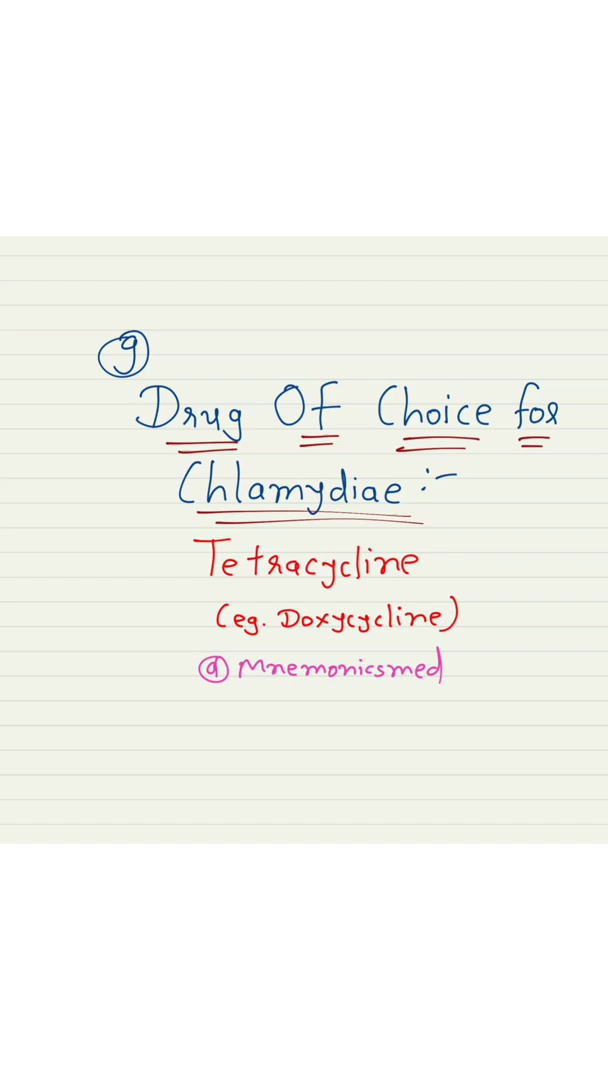 9
Drug Of Choice for
Chlamydiae :-
Tetracycline
(eg. Doxycycline)
@mnemonicsmed